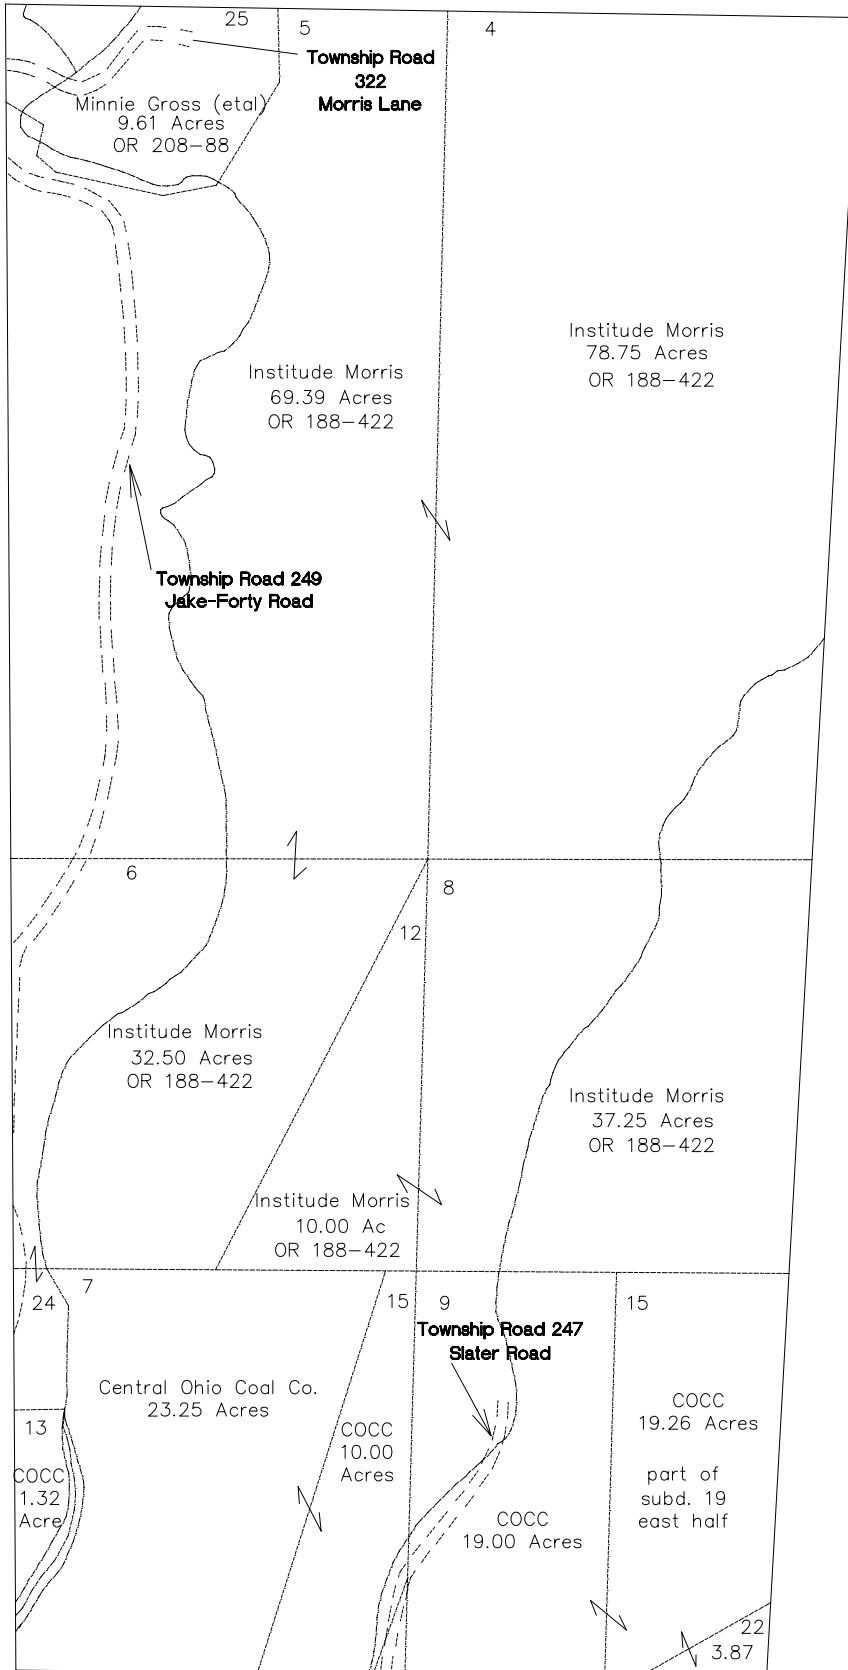 25
5
4
Township Road
322
Morris Lane
Minnie Gross (etal)
9.61 Acres
OR 208-88
Institude Morris
78.75 Acres
OR 188-422
Institude Morris
69.39 Acres
OR 188-422
Township Road 249
Jake-Forty Road
6
8
12
Institude Morris
32.50 Acres
OR 188-422
Institude Morris
37.25 Acres
OR 188-422
Institude Morris
10.00 Ac
OR 188-422
7
24
15
9
15
Township Road 247
Slater Road
Central Ohio Coal Co.
23.25 Acres
COCC
19.26 Acres
part of
subd. 19
east half
13
COCC
10.00
Acres
COCC
1.32
Acre
COCC
19.00 Acres
22
3.87